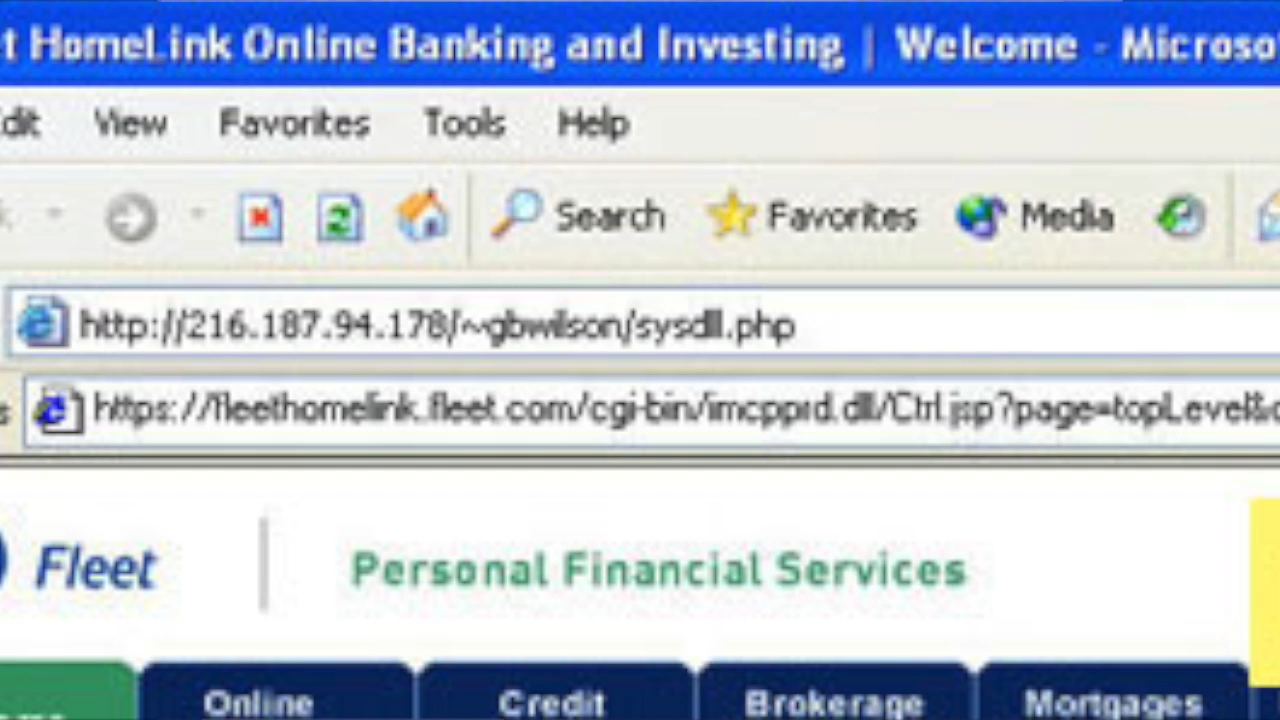 t HomeLink Online Banking and Investing | Welcome - Microso
dit View Favorites Tools Help
Search Favorites Media
http://216.187.94.178/~gbwilson/sysdll.php
s https://fleethomelink.fleet.com/cgi-bin/imcpprd.dll/Ctrl.jsp?page=topLevel&c
Fleet | Personal Financial Services
Online Credit Brokerage Mortgages